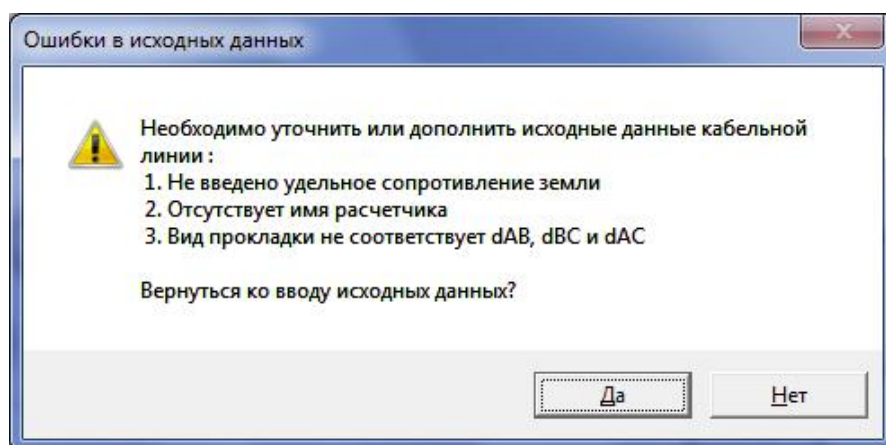 Ошибки в исходных данных
Необходимо уточнить или дополнить исходные данные кабельной
линии :
1. Не введено удельное сопротивление земли
2. Отсутствует имя расчетчика
3. Вид прокладки не соответствует dAB, dBC и dAC
Вернуться ко вводу исходных данных?
Да
Нет